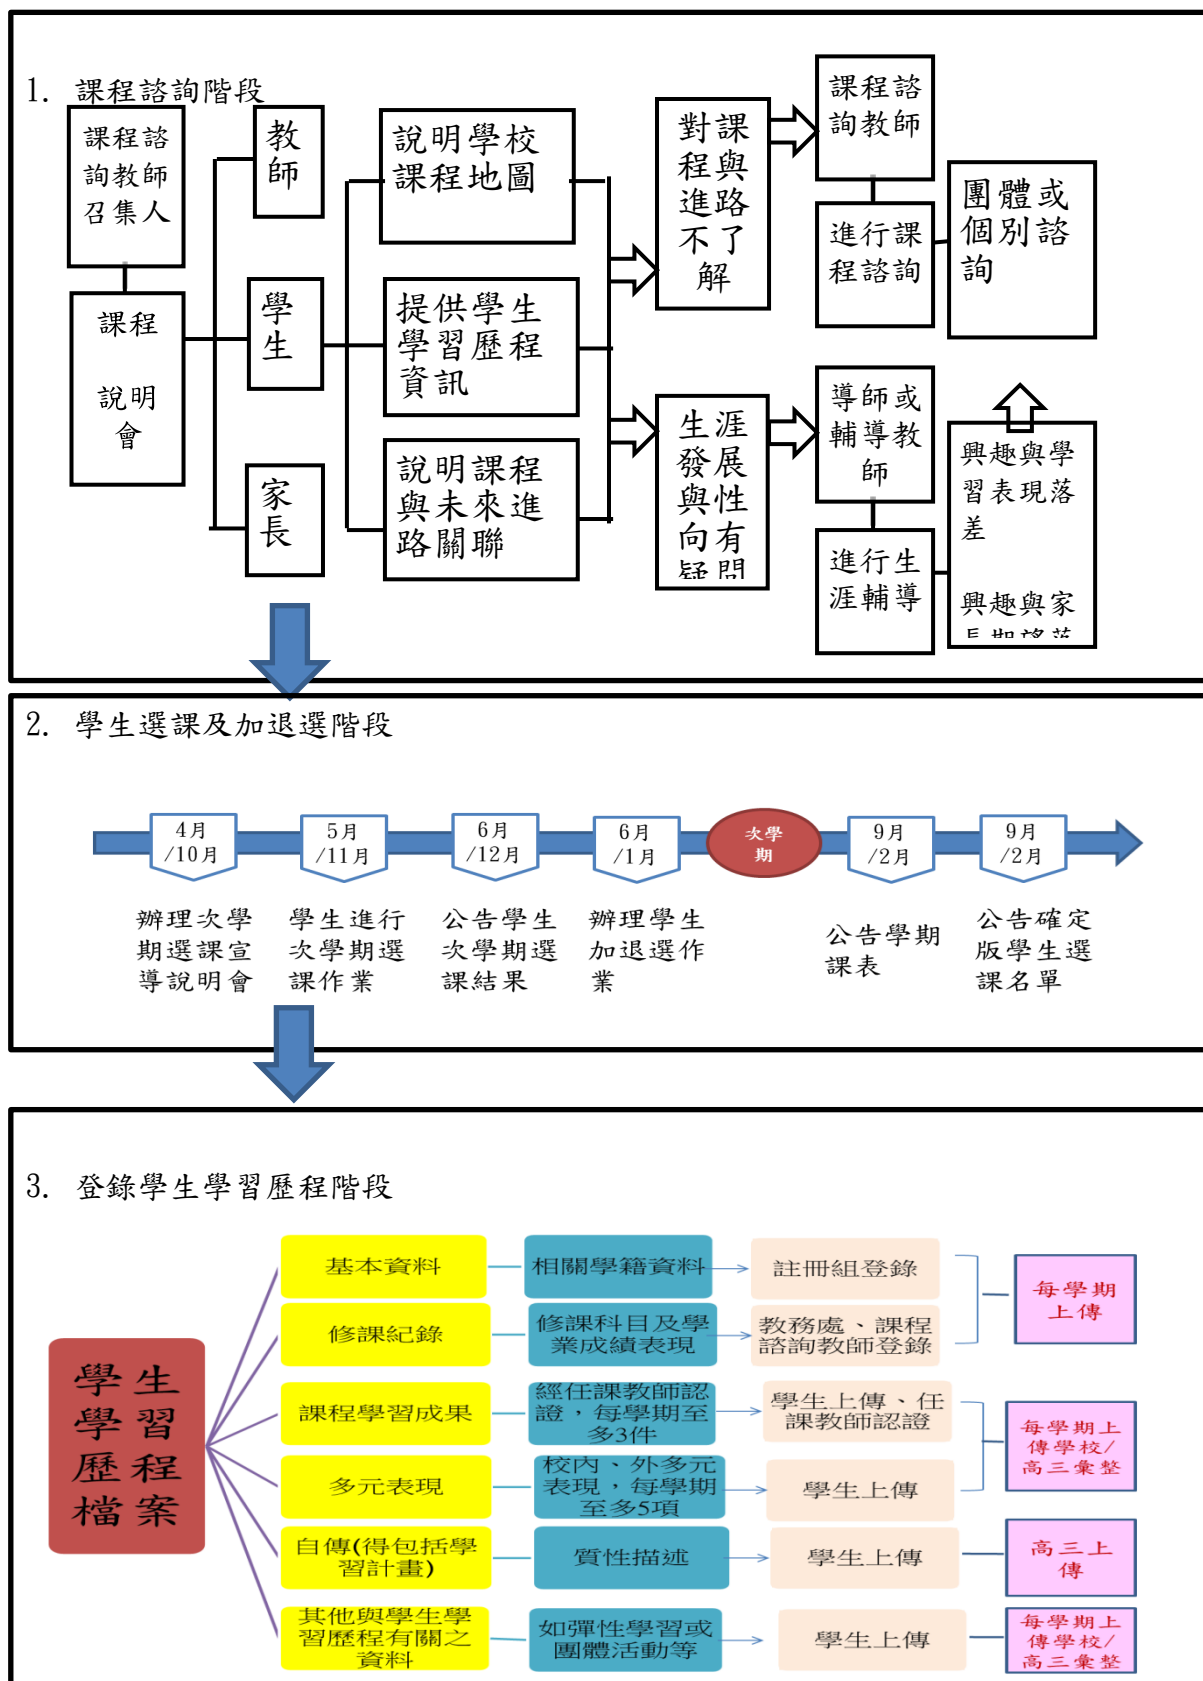 1. 課程諮詢階段
課程諮
詢教師
召集人
課程
說明
會
教
師
學
生
家
長
說明學校
課程地圖
提供學生
學習歷程
資訊
說明課程
與未來進
路關聯
對課
程與
進路
不了
解
生涯
發展
與性
向有
疑問
課程諮
詢教師
進行課
程諮詢
團體或
個別諮
詢
導師或
輔導教
師
進行生
涯輔導
興趣與學
習表現落
差
興趣與家
長期望落
2. 學生選課及加退選階段
4月
/10月
5月
/11月
6月
/12月
6月
/1月
次學
期
9月
/2月
9月
/2月
辦理次學
期選課宣
導說明會
學生進行
次學期選
課作業
公告學生
次學期選
課結果
辦理學生
加退選作
業
公告學期
課表
公告確定
版學生選
課名單
3. 登錄學生學習歷程階段
學生
學習
歷程
檔案
基本資料
相關學籍資料
註冊組登錄
修課紀錄
修課科目及學
業成績表現
教務處、課程
諮詢教師登錄
每學期
上傳
課程學習成果
經任課教師認
證，每學期至
多3件
學生上傳、任
課教師認證
多元表現
校內、外多元
表現，每學期
至多5項
學生上傳
每學期上
傳學校/
高三彙整
自傳(得包括學
習計畫)
質性描述
學生上傳
高三上
傳
其他與學生學
習歷程有關之
資料
如彈性學習或
團體活動等
學生上傳
每學期上
傳學校/
高三彙整